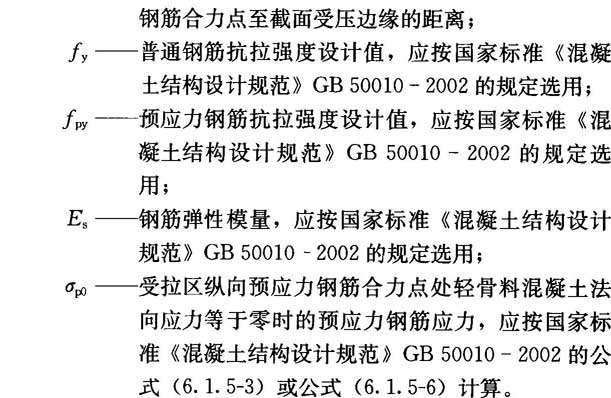 钢筋合力点至截面受压边缘的距离；
f_y ——普通钢筋抗拉强度设计值，应按国家标准《混凝
土结构设计规范》GB 50010－2002 的规定选用；
f_py ——预应力钢筋抗拉强度设计值，应按国家标准《混
凝土结构设计规范》GB 50010－2002 的规定选
用；
E_s ——钢筋弹性模量，应按国家标准《混凝土结构设计
规范》GB 50010－2002 的规定选用；
σ_p0 ——受拉区纵向预应力钢筋合力点处轻骨料混凝土法
向应力等于零时的预应力钢筋应力，应按国家标
准《混凝土结构设计规范》GB 50010－2002 的公
式（6.1.5-3）或公式（6.1.5-6）计算。